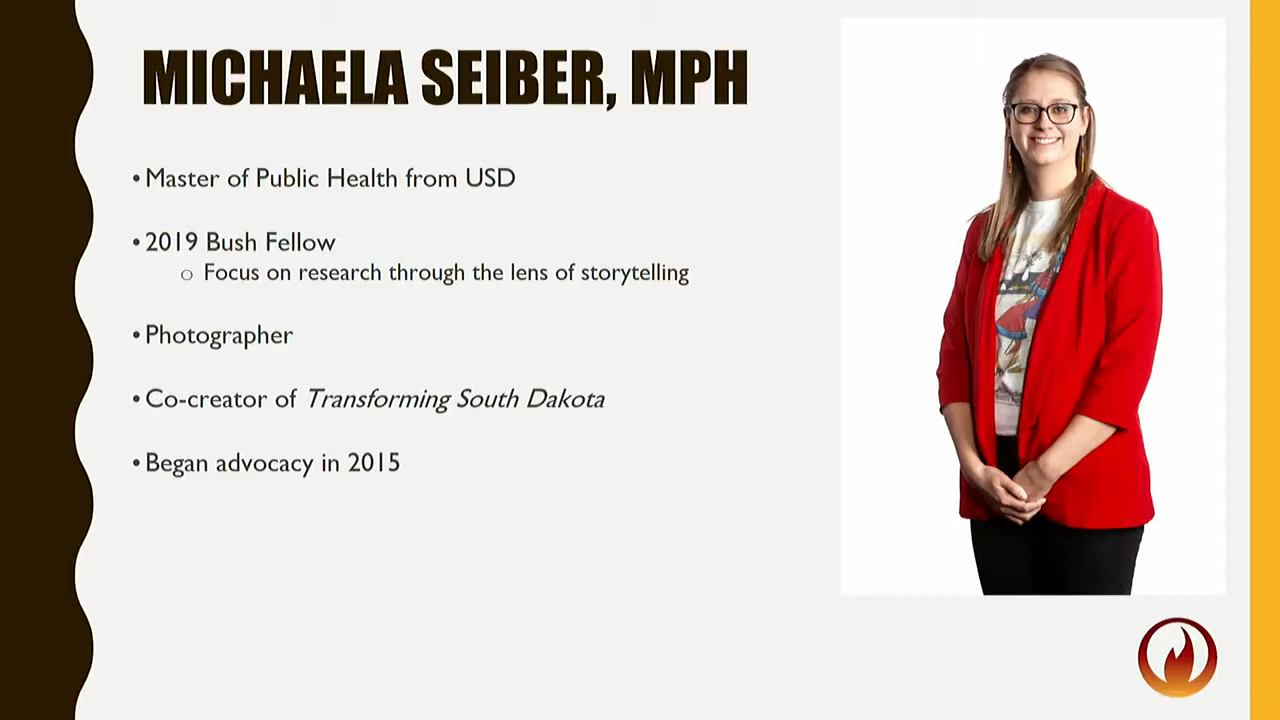 MICHAELA SEIBER, MPH
• Master of Public Health from USD
• 2019 Bush Fellow
o Focus on research through the lens of storytelling
• Photographer
• Co-creator of Transforming South Dakota
• Began advocacy in 2015